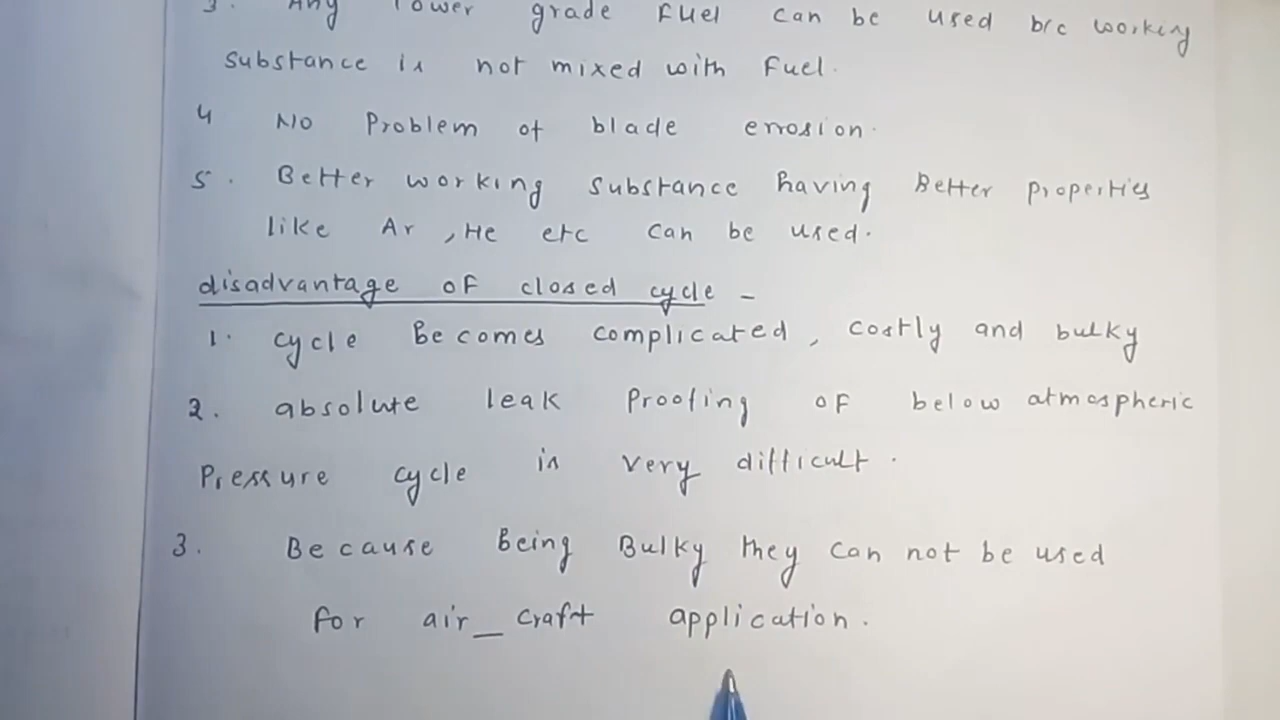 3. Any lower grade Fuel can be used b/c working
substance is not mixed with Fuel.
4 No Problem of blade errosion.
5. Better working substance having Better properties
like Ar, He etc can be used.
disadvantage of closed cycle -
1. cycle Becomes complicated, costly and bulky
2. absolute leak Proofing of below atmospheric
Pressure cycle is very difficult.
3. Because Being Bulky they can not be used
for air_craft application.